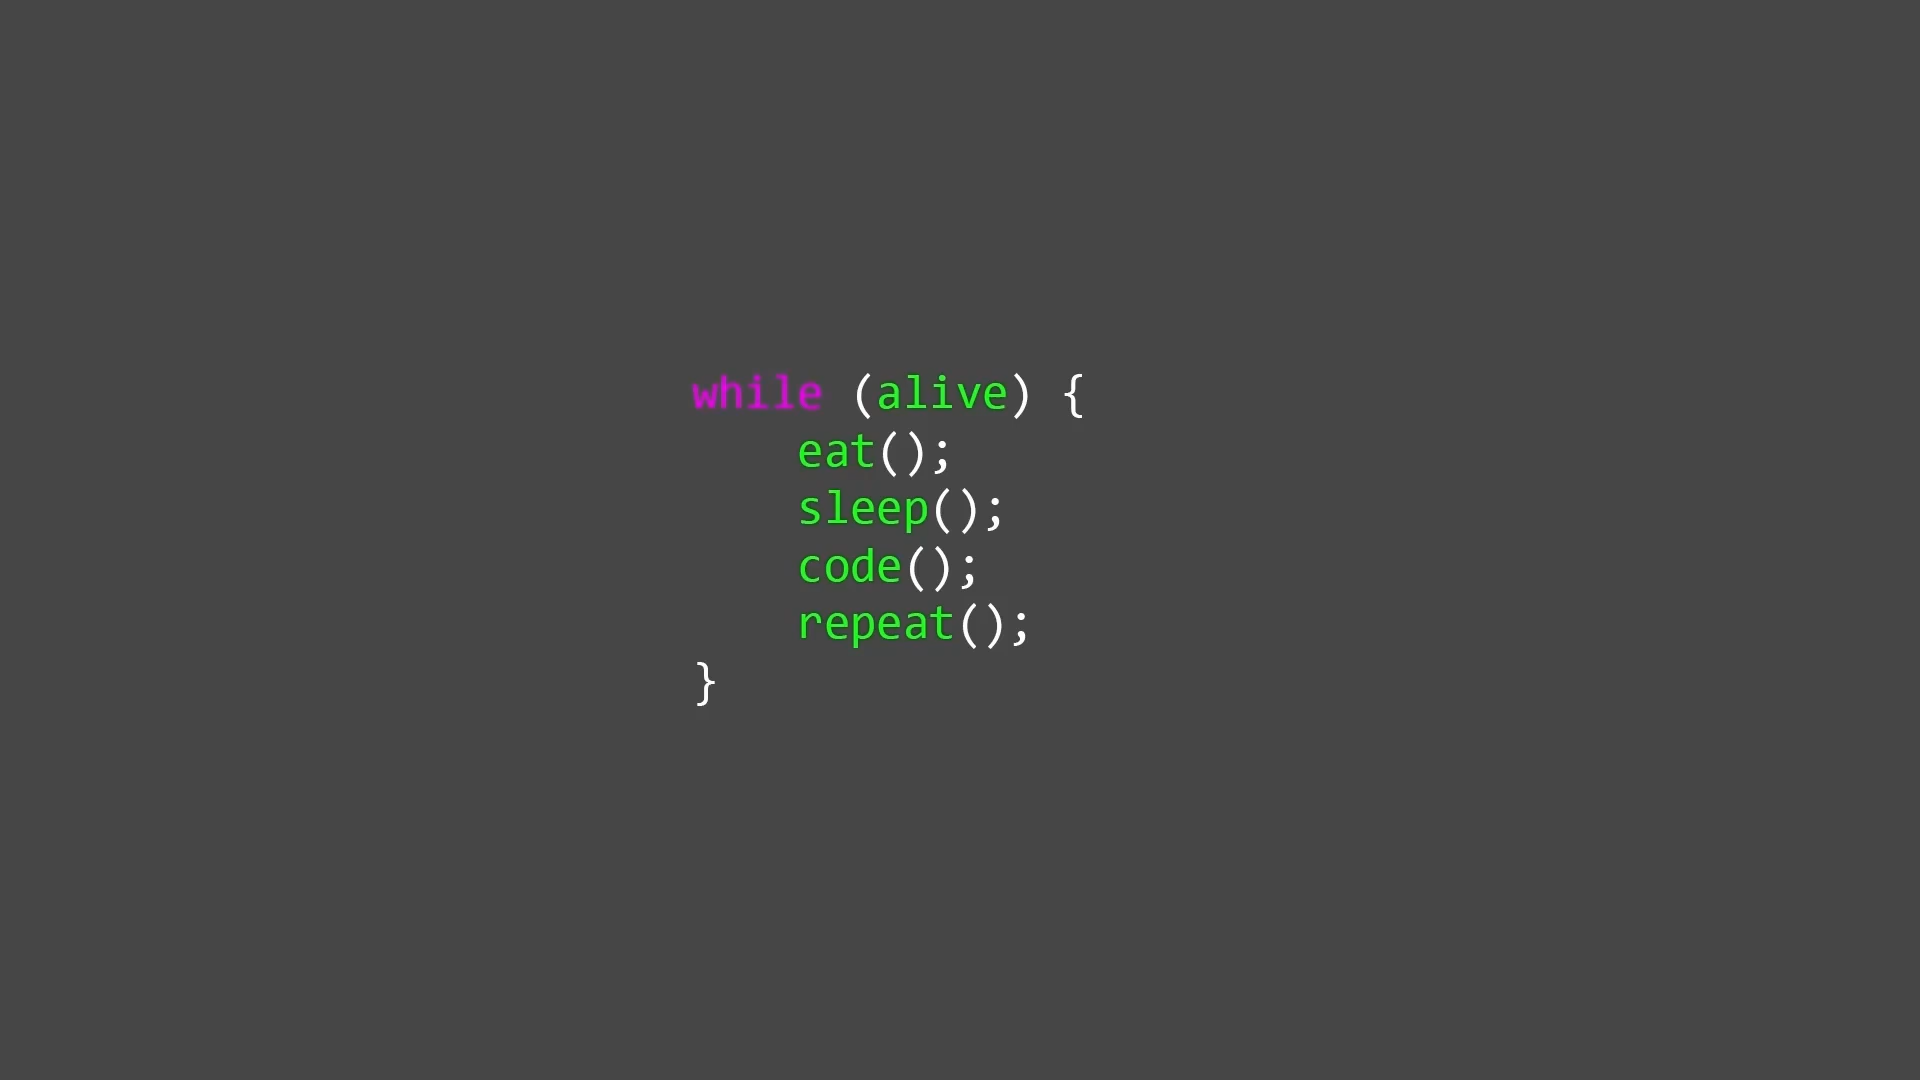 while (alive) {
    eat();
    sleep();
    code();
    repeat();
}